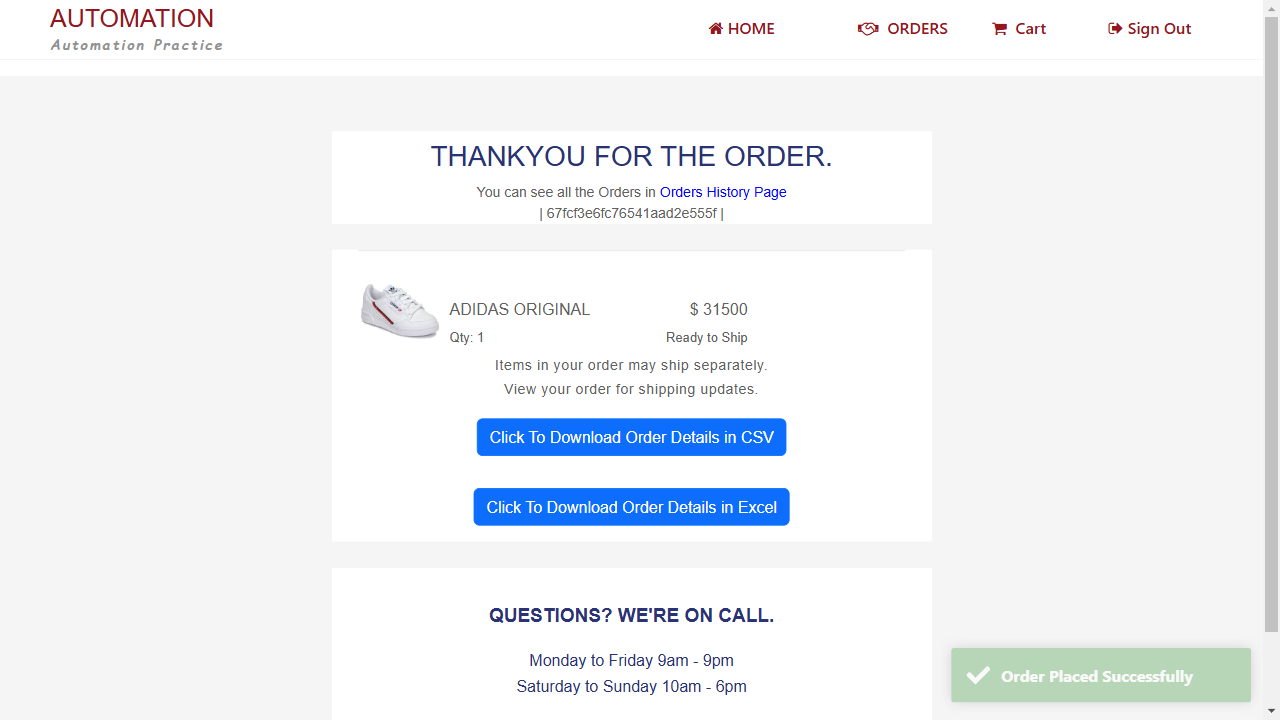 AUTOMATION
Automation Practice
HOME
ORDERS
Cart
Sign Out
THANKYOU FOR THE ORDER.
You can see all the Orders in Orders History Page
| 67fcf3e6fc76541aad2e555f |
ADIDAS ORIGINAL
$ 31500
Qty: 1
Ready to Ship
Items in your order may ship separately.
View your order for shipping updates.
Click To Download Order Details in CSV
Click To Download Order Details in Excel
QUESTIONS? WE'RE ON CALL.
Monday to Friday 9am - 9pm
Saturday to Sunday 10am - 6pm
Order Placed Successfully